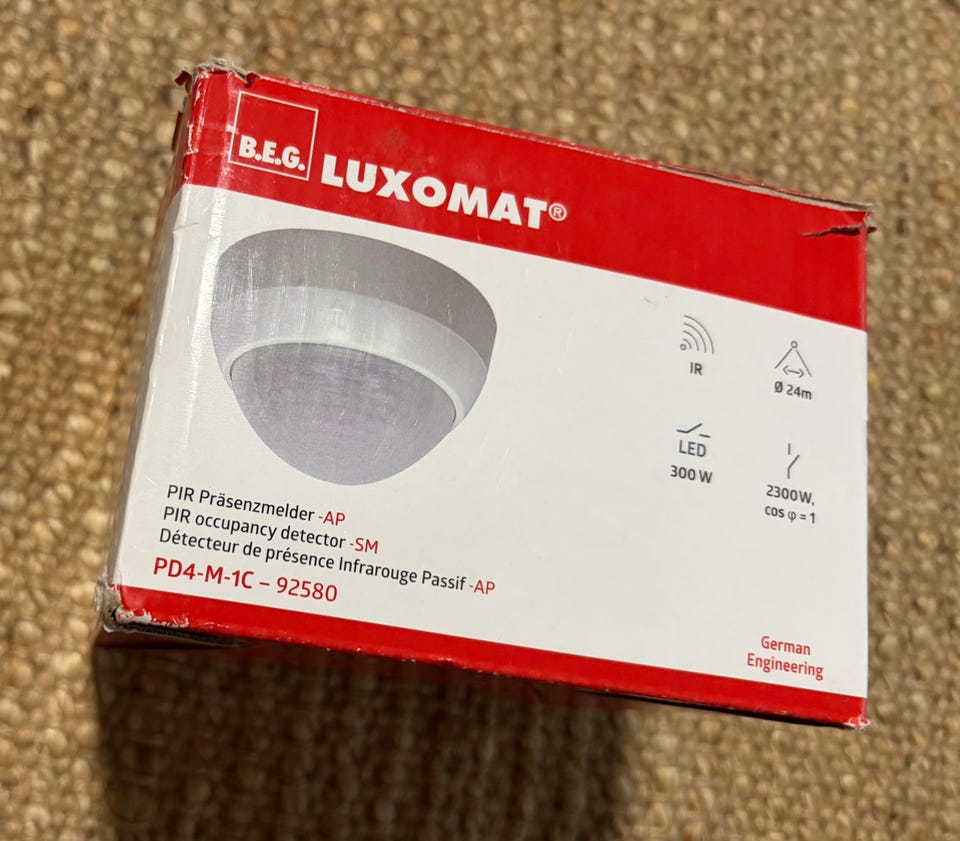 B.E.G. LUXOMAT®
IR
Ø 24m
LED
300 W
2300W,
cos φ = 1
PIR Präsenzmelder -AP
PIR occupancy detector -SM
Détecteur de présence Infrarouge Passif -AP
PD4-M-1C – 92580
German
Engineering